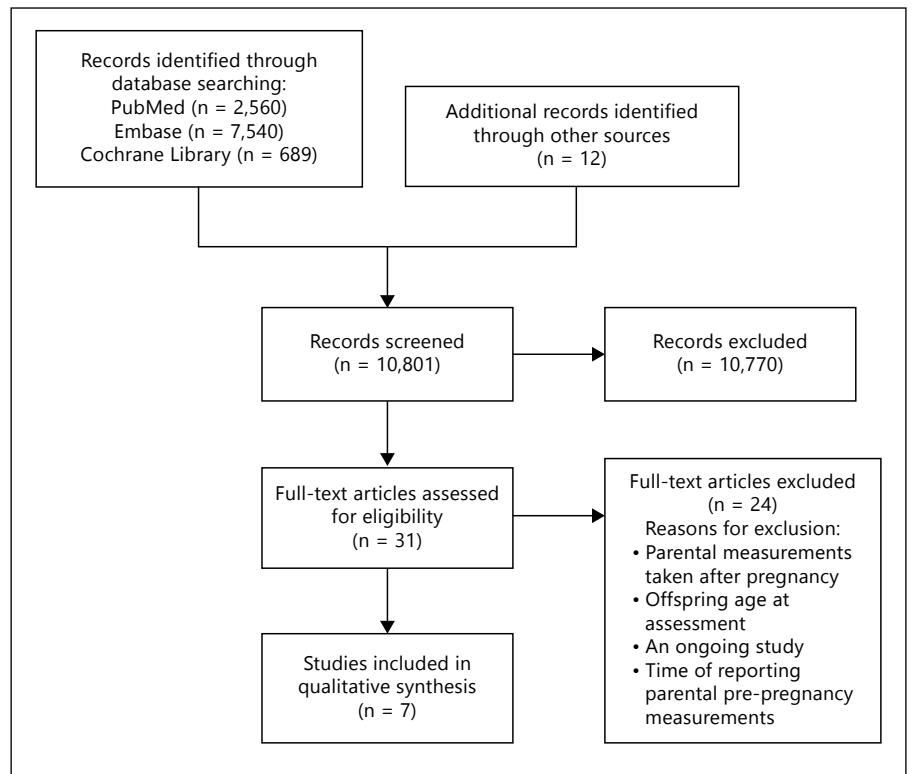 Records identified through
database searching:
PubMed (n = 2,560)
Embase (n = 7,540)
Cochrane Library (n = 689)
Additional records identified
through other sources
(n = 12)
Records screened
(n = 10,801)
Records excluded
(n = 10,770)
Full-text articles assessed
for eligibility
(n = 31)
Full-text articles excluded
(n = 24)
Reasons for exclusion:
• Parental measurements
taken after pregnancy
• Offspring age at
assessment
• An ongoing study
• Time of reporting
parental pre-pregnancy
measurements
Studies included in
qualitative synthesis
(n = 7)